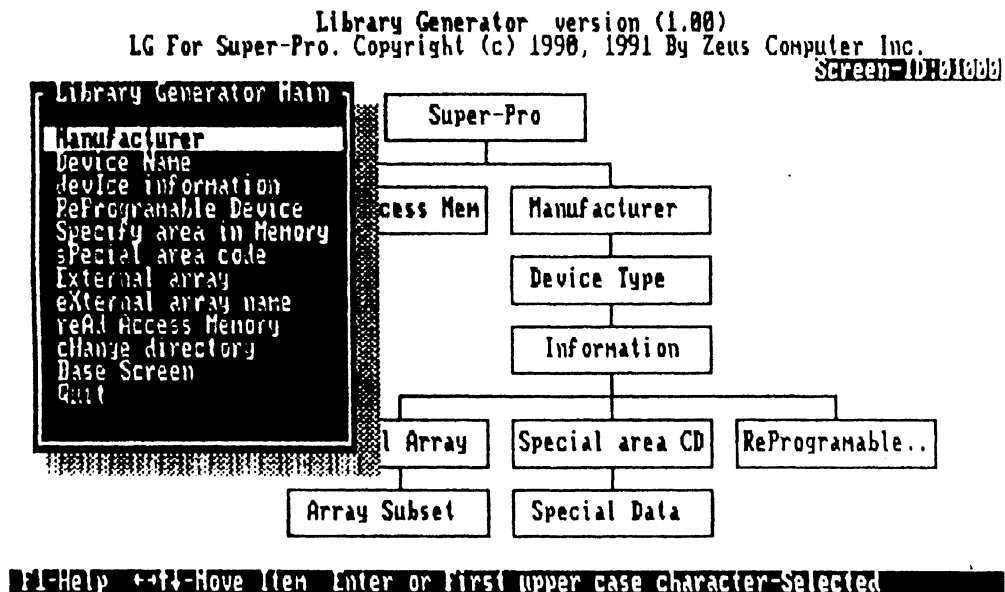 Library Generator version (1.00)
LG For Super-Pro. Copyright (c) 1990, 1991 By Zeus Computer Inc.
Screen-ID:01000
Library Generator Main
Manufacturer
Device Name
devIce information
ReProgramable Device
Specify area in Memory
sPecial area code
External array
eXternal array name
reAd Access Memory
cHange directory
Base Screen
Quit
Super-Pro
cess Mem
Manufacturer
Device Type
Information
l Array
Special area CD
ReProgramable..
Array Subset
Special Data
F1-Help ←→↑↓-Move Item Enter or First upper case character-Selected